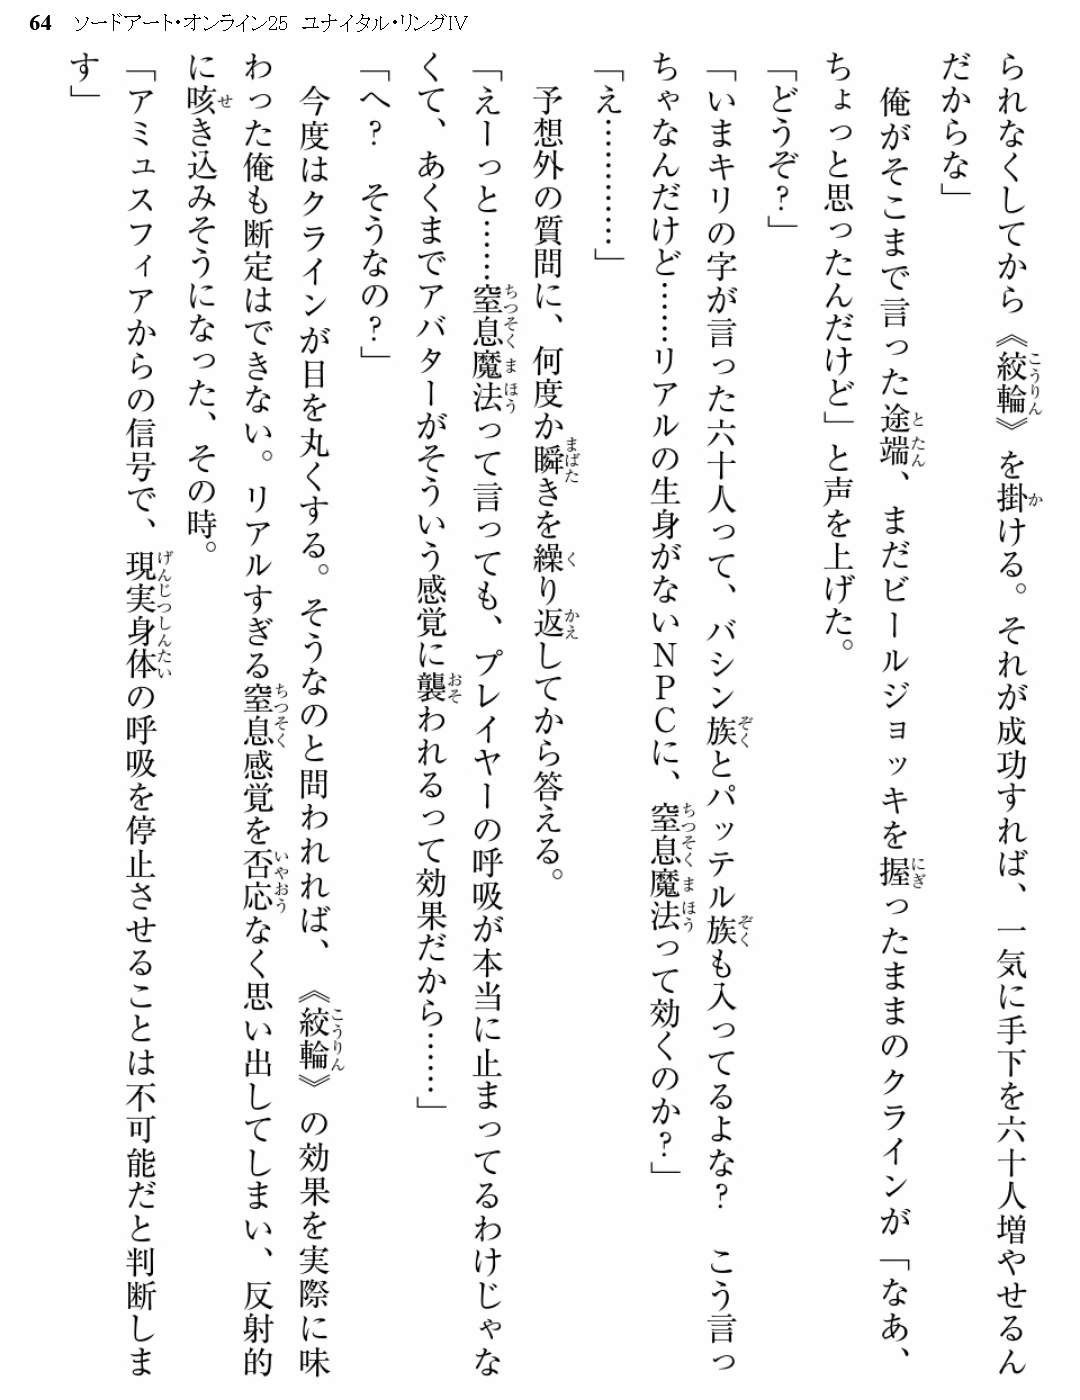 64 ソードアート・オンライン25 ユナイタル・リングⅣ
られなくしてから《絞輪》を掛ける。それが成功すれば、一気に手下を六十人増やせるん
だからな」
　俺がそこまで言った途端、まだビールジョッキを握ったままのクラインが「なあ、
ちょっと思ったんだけど」と声を上げた。
「どうぞ？」
「いまキリの字が言った六十人って、バシン族とパッテル族も入ってるよな？　こう言っ
ちゃなんだけど……リアルの生身がないＮＰＣに、窒息魔法って効くのか？」
「え…………」
　予想外の質問に、何度か瞬きを繰り返してから答える。
「えーっと……窒息魔法って言っても、プレイヤーの呼吸が本当に止まってるわけじゃな
くて、あくまでアバターがそういう感覚に襲われるって効果だから……」
「へ？　そうなの？」
　今度はクラインが目を丸くする。そうなのと問われれば、《絞輪》の効果を実際に味
わった俺も断定はできない。リアルすぎる窒息感覚を否応なく思い出してしまい、反射的
に咳き込みそうになった、その時。
「アミュスフィアからの信号で、現実身体の呼吸を停止させることは不可能だと判断しま
す」